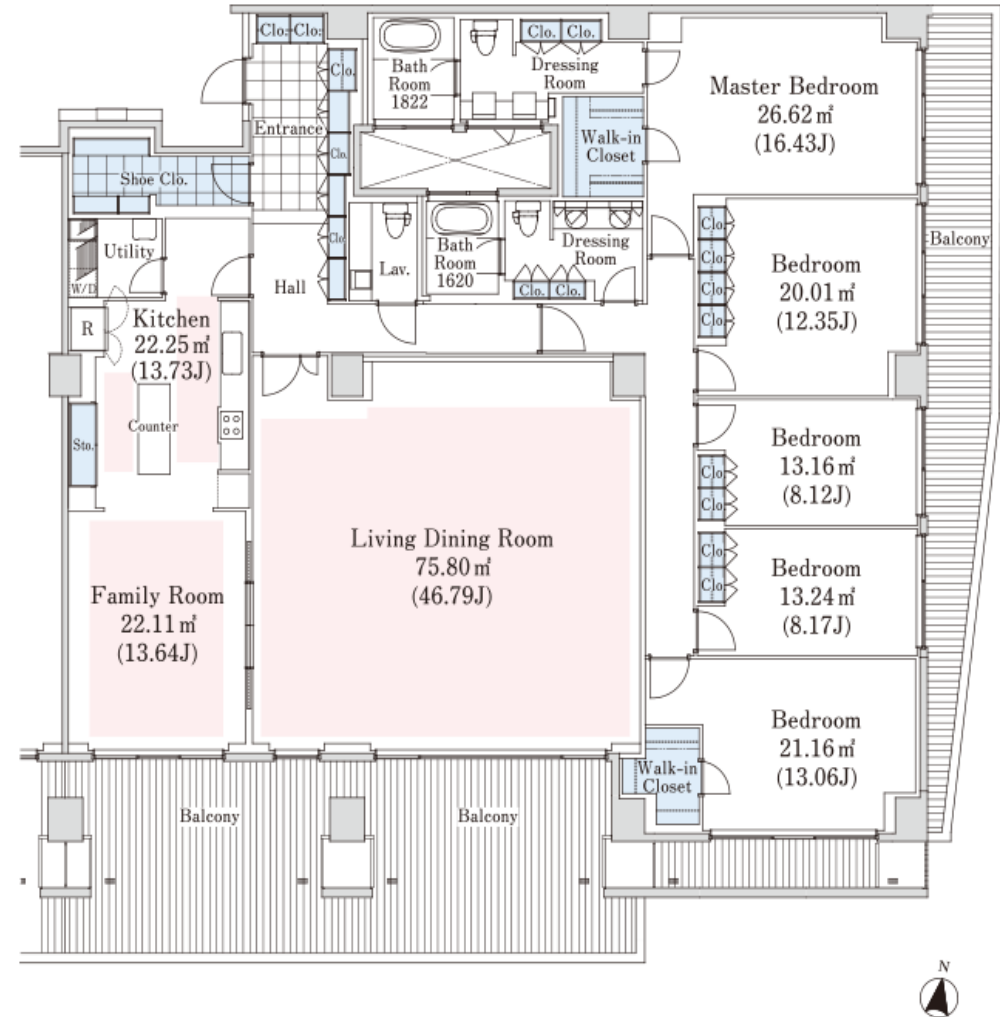 Clo.
Clo.
Clo.
Clo.
Clo.
Bath
Room
1822
Dressing
Room
Master Bedroom
26.62㎡
(16.43J)
Entrance
Clo.
Walk-in
Closet
Shoe Clo.
Utility
W/D
Hall
Clo
Lav.
Bath
Room
1620
Dressing
Room
Clo.
Clo.
Clo.
Clo.
Clo.
Clo.
Bedroom
20.01㎡
(12.35J)
Balcony
R
Kitchen
22.25㎡
(13.73J)
Counter
Sto.
Bedroom
13.16㎡
(8.12J)
Clo
Clo
Living Dining Room
75.80㎡
(46.79J)
Clo
Clo
Bedroom
13.24㎡
(8.17J)
Family Room
22.11㎡
(13.64J)
Bedroom
21.16㎡
(13.06J)
Walk-in
Closet
Balcony
Balcony
N